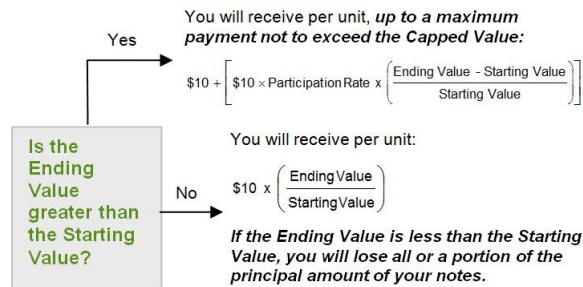 You will receive per unit, up to a maximum
payment not to exceed the Capped Value:
Yes
$10 + [$10 × Participation Rate x (Ending Value - Starting Value / Starting Value)]
Is the
Ending
Value
greater than
the Starting
Value?
No
You will receive per unit:
$10 x (Ending Value / Starting Value)
If the Ending Value is less than the Starting
Value, you will lose all or a portion of the
principal amount of your notes.